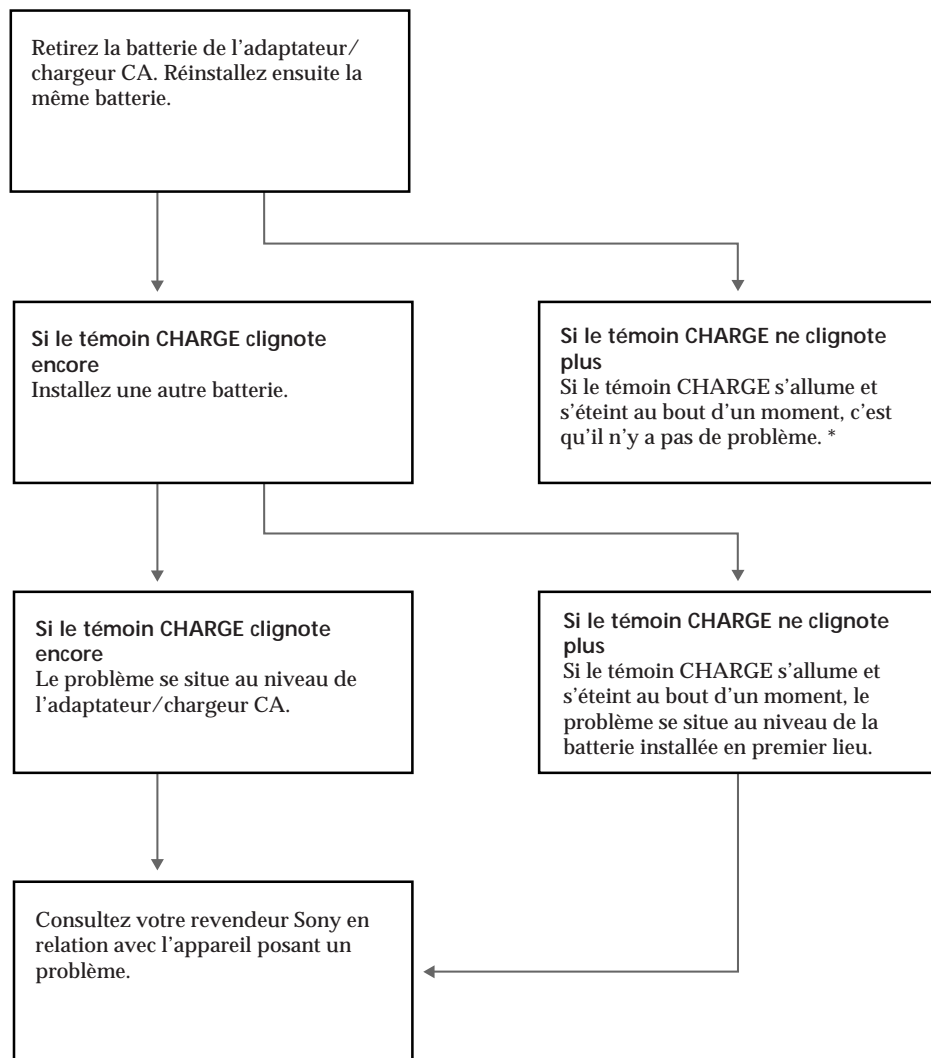 Retirez la batterie de l'adaptateur/
chargeur CA. Réinstallez ensuite la
même batterie.
Si le témoin CHARGE clignote
encore
Installez une autre batterie.
Si le témoin CHARGE ne clignote
plus
Si le témoin CHARGE s'allume et
s'éteint au bout d'un moment, c'est
qu'il n'y a pas de problème. *
Si le témoin CHARGE clignote
encore
Le problème se situe au niveau de
l'adaptateur/chargeur CA.
Si le témoin CHARGE ne clignote
plus
Si le témoin CHARGE s'allume et
s'éteint au bout d'un moment, le
problème se situe au niveau de la
batterie installée en premier lieu.
Consultez votre revendeur Sony en
relation avec l'appareil posant un
problème.